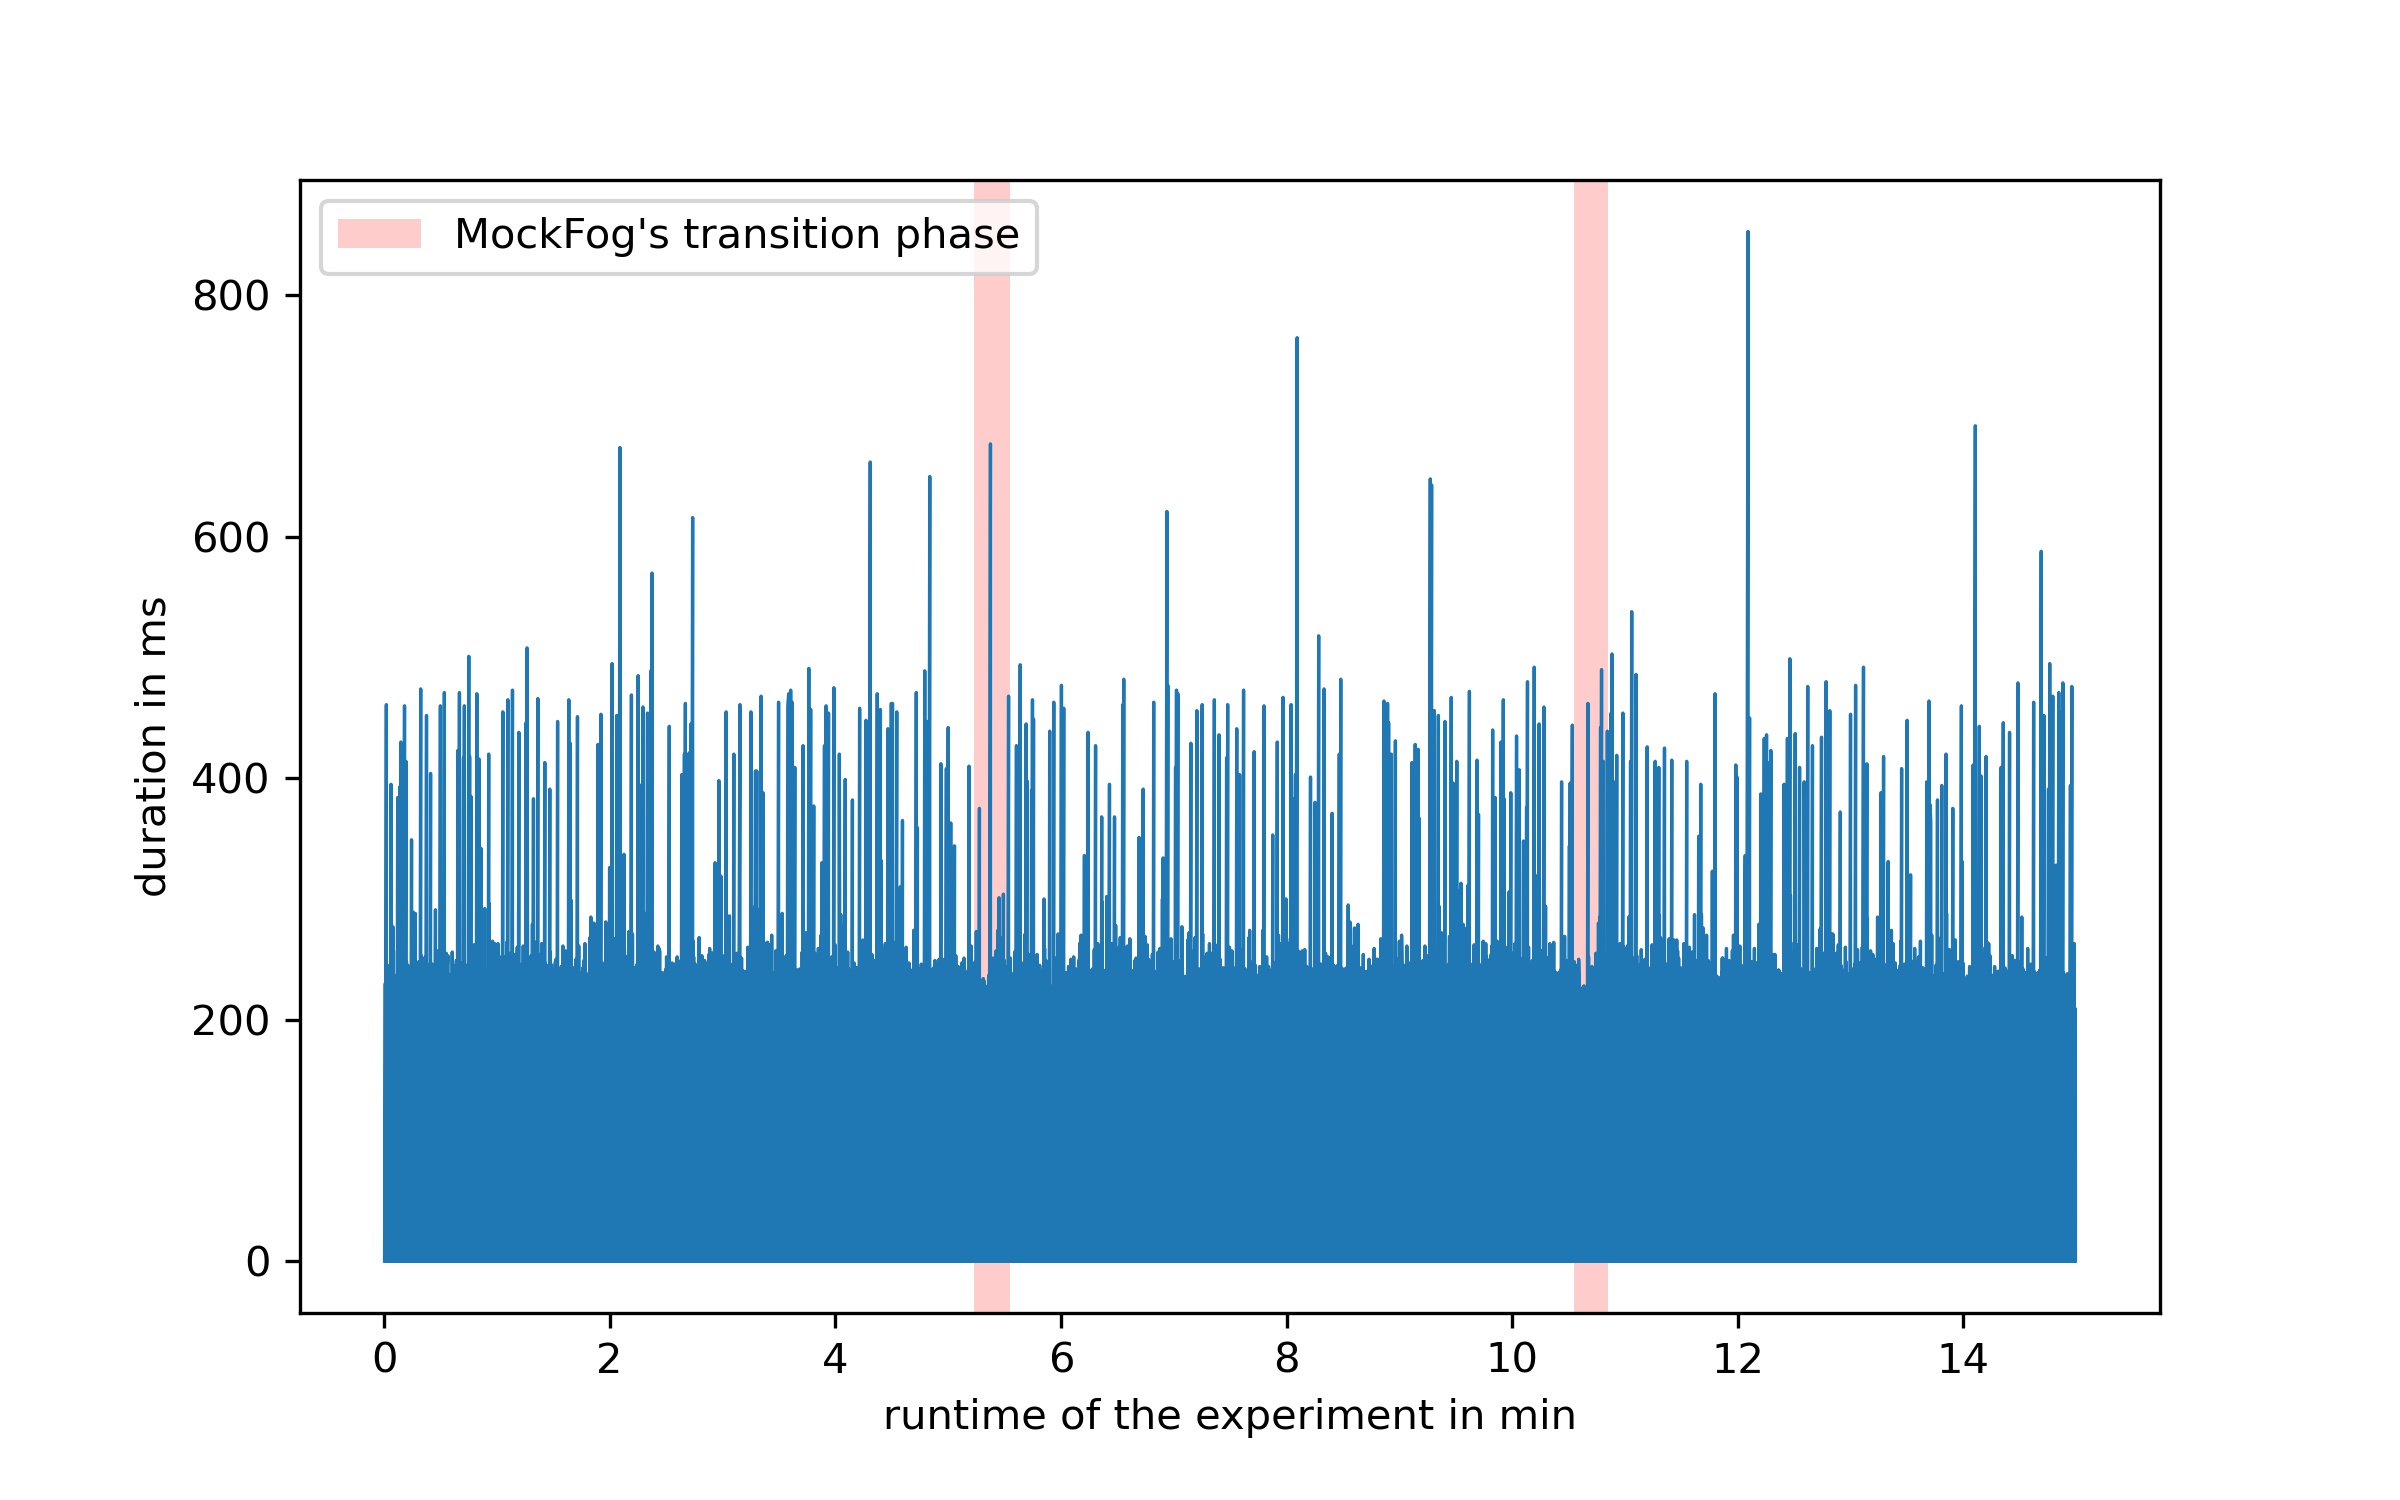 MockFog's transition phase
800
600
400
200
0
duration in ms
0 2 4 6 8 10 12 14
runtime of the experiment in min